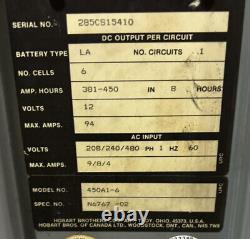 SERIAL NO. 285CS15410
DC OUTPUT PER CIRCUIT
BATTERY TYPE LA NO. CIRCUITS 1
NO. CELLS 6
AMP. HOURS 381-450 IN 8 HOURS
VOLTS 12
MAX. AMPS. 94
AC INPUT
VOLTS 208/240/480 PH 1 HZ 60
MAX. AMPS. 9/8/4
MODEL NO. 450A1-6
SPEC NO. N6767 -02
HOBART BROTHERS COMPANY, TROY, OHIO, 45373, U.S.A.
HOBART BROS. OF CANADA LTD., WOODSTOCK, ONT., CAN. N4S 7W9